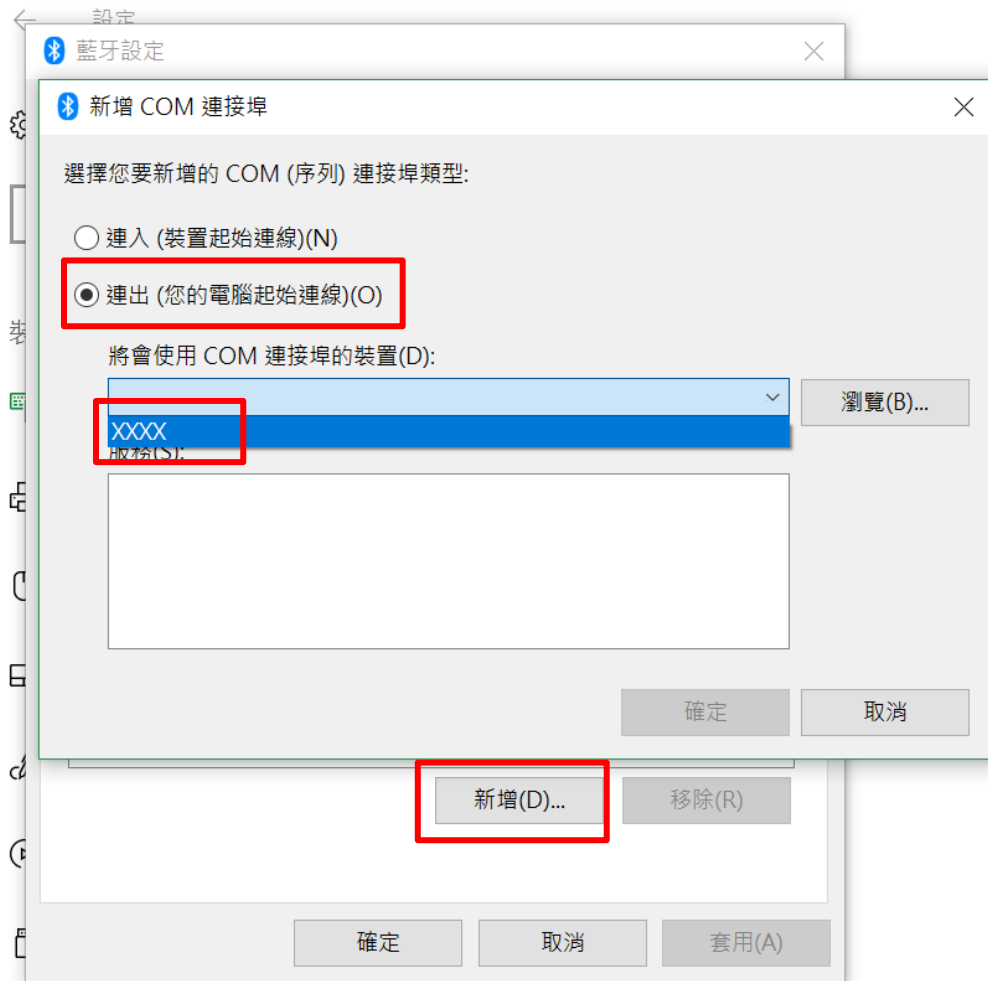 設定
藍牙設定
新增 COM 連接埠
選擇您要新增的 COM (序列) 連接埠類型:
連入 (裝置起始連線)(N)
連出 (您的電腦起始連線)(O)
將會使用 COM 連接埠的裝置(D):
瀏覽(B)...
XXXX
服務(S):
確定 取消
新增(D)... 移除(R)
確定 取消 套用(A)